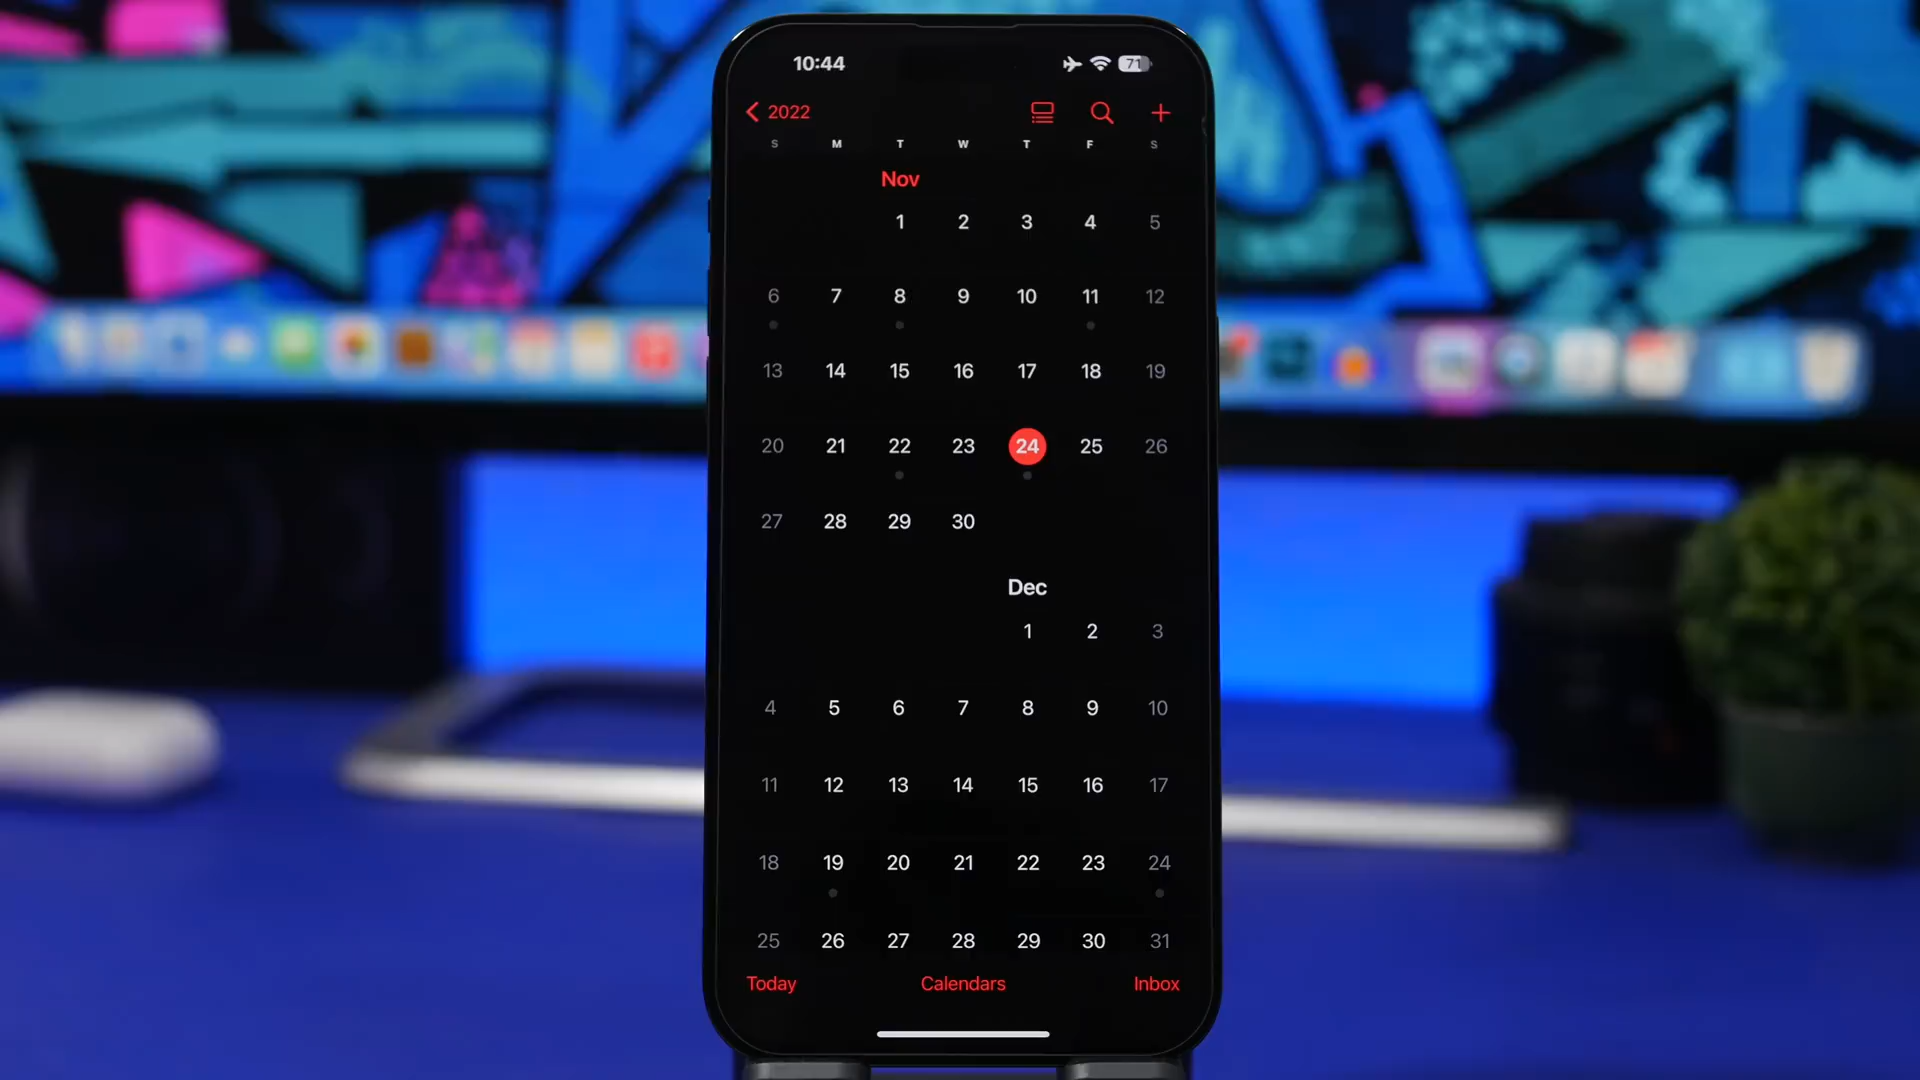 10:44
71
2022
S M T W T F S
Nov
1 2 3 4 5
6 7 8 9 10 11 12
13 14 15 16 17 18 19
20 21 22 23 24 25 26
27 28 29 30
Dec
1 2 3
4 5 6 7 8 9 10
11 12 13 14 15 16 17
18 19 20 21 22 23 24
25 26 27 28 29 30 31
Today Calendars Inbox